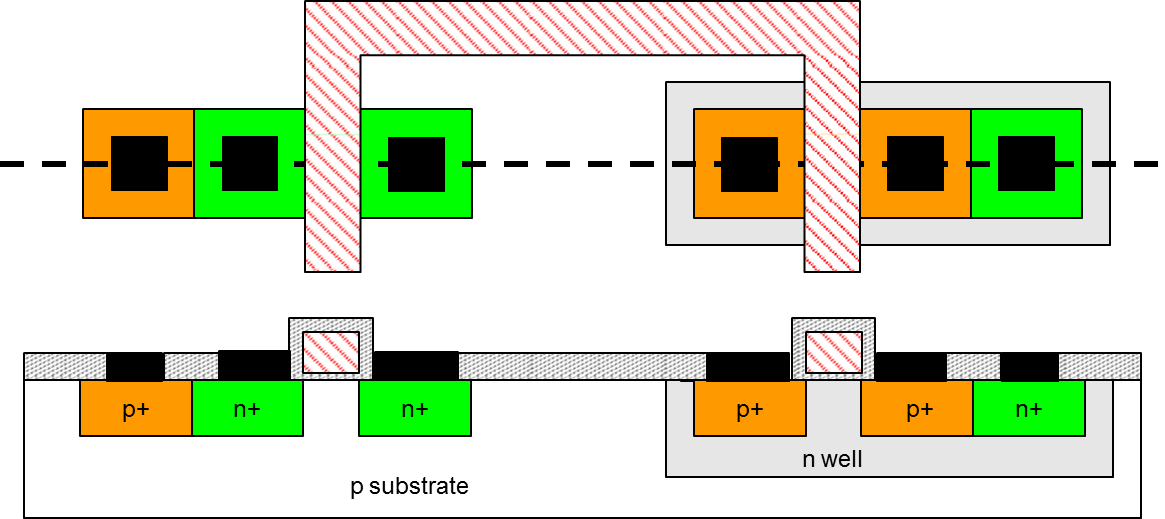 p+
n+
n+
p+
p+
n+
n well
p substrate